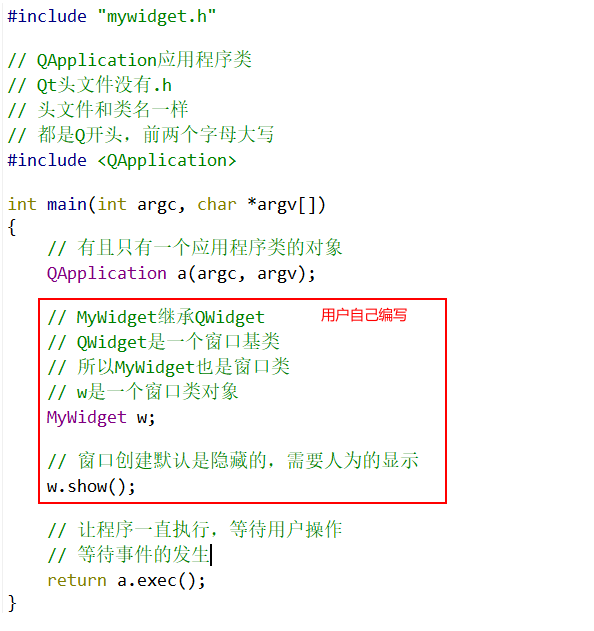 #include "mywidget.h"
// QApplication应用程序类
// Qt头文件没有.h
// 头文件和类名一样
// 都是Q开头，前两个字母大写
#include <QApplication>
int main(int argc, char *argv[])
{
    // 有且只有一个应用程序类的对象
    QApplication a(argc, argv);
    // MyWidget继承QWidget 用户自己编写
    // QWidget是一个窗口基类
    // 所以MyWidget也是窗口类
    // w是一个窗口类对象
    MyWidget w;
    // 窗口创建默认是隐藏的，需要人为的显示
    w.show();
    // 让程序一直执行，等待用户操作
    // 等待事件的发生
    return a.exec();
}